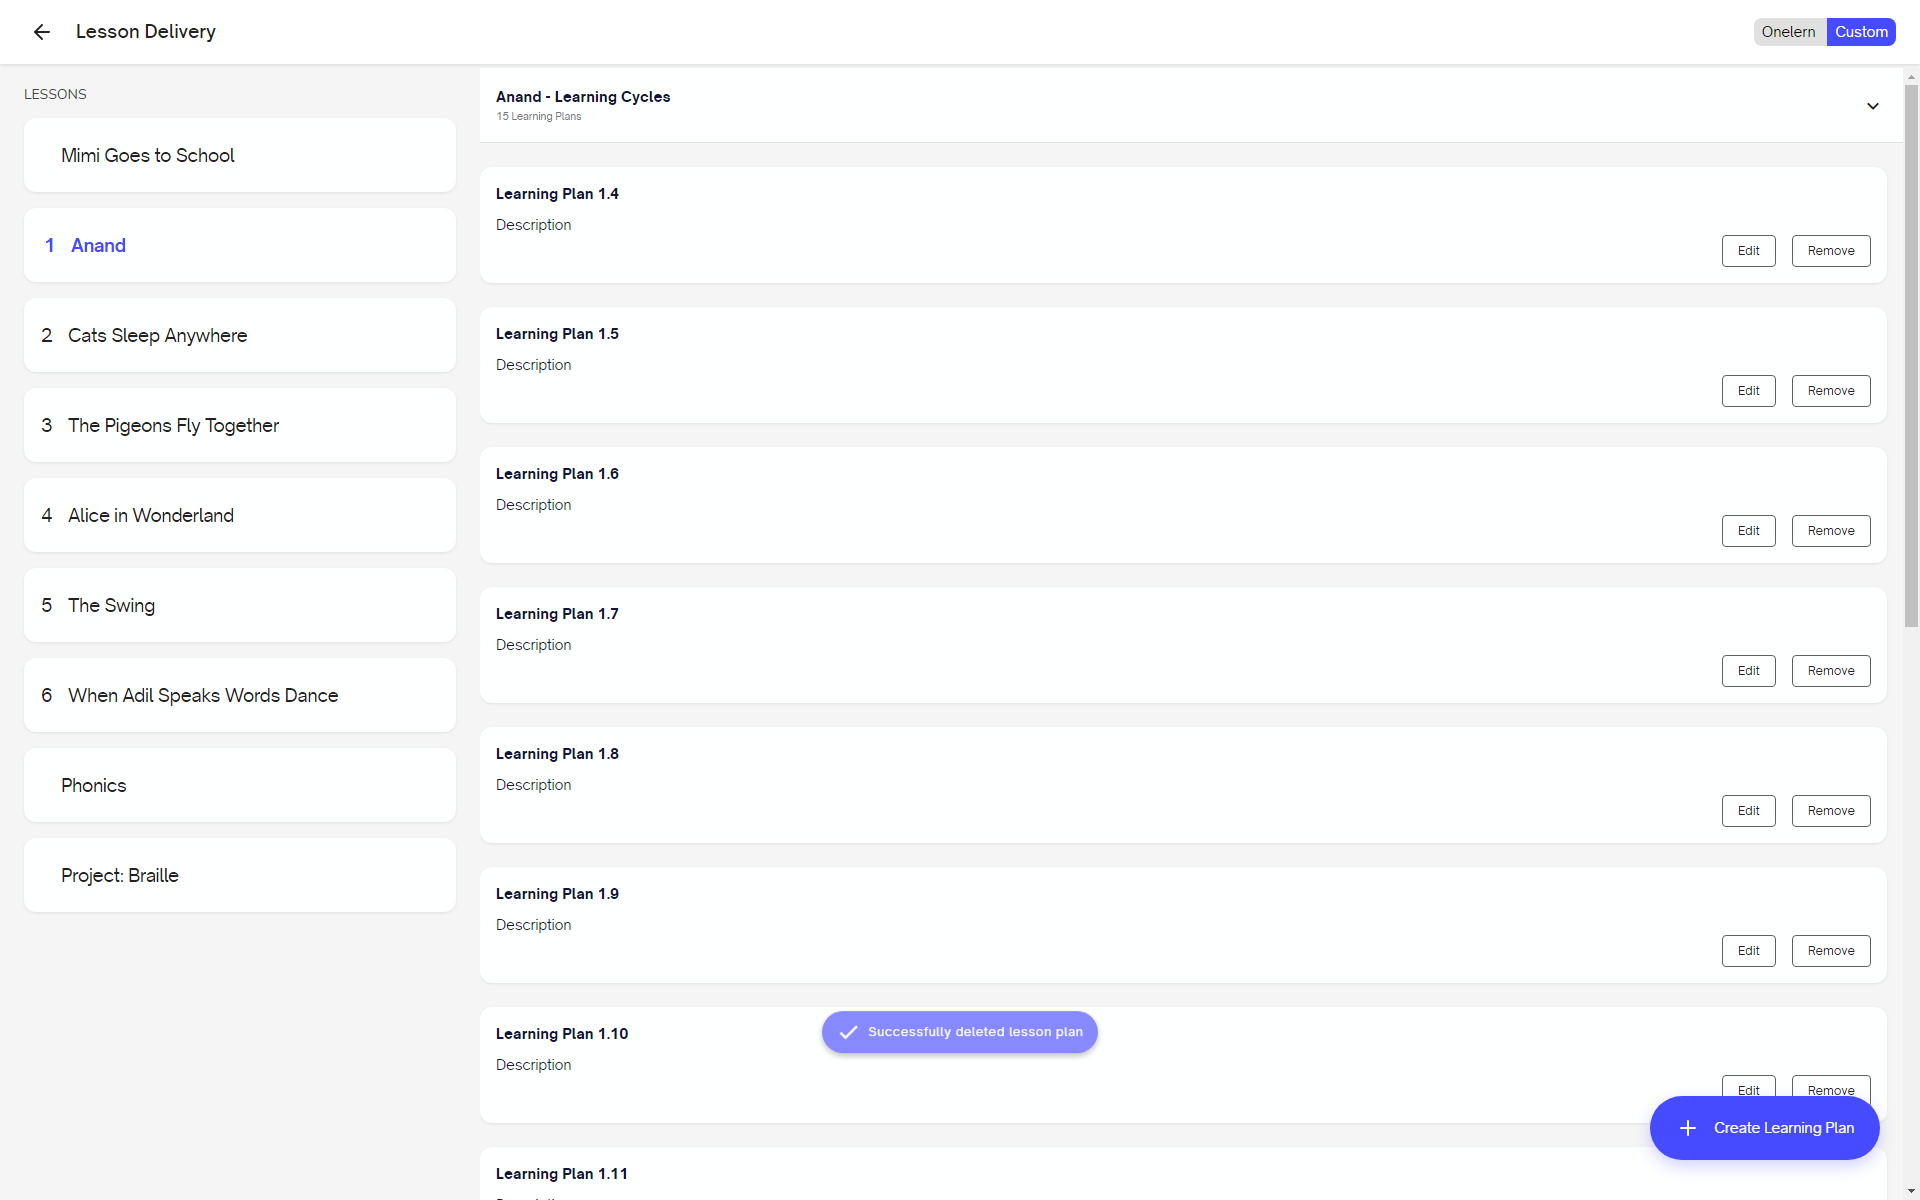 Lesson Delivery
Onelern Custom
LESSONS
Mimi Goes to School
1 Anand
2 Cats Sleep Anywhere
3 The Pigeons Fly Together
4 Alice in Wonderland
5 The Swing
6 When Adil Speaks Words Dance
Phonics
Project: Braille
Anand - Learning Cycles
15 Learning Plans
Learning Plan 1.4
Description
Edit Remove
Learning Plan 1.5
Description
Edit Remove
Learning Plan 1.6
Description
Edit Remove
Learning Plan 1.7
Description
Edit Remove
Learning Plan 1.8
Description
Edit Remove
Learning Plan 1.9
Description
Edit Remove
Learning Plan 1.10
Description
Edit Remove
Successfully deleted lesson plan
Create Learning Plan
Learning Plan 1.11